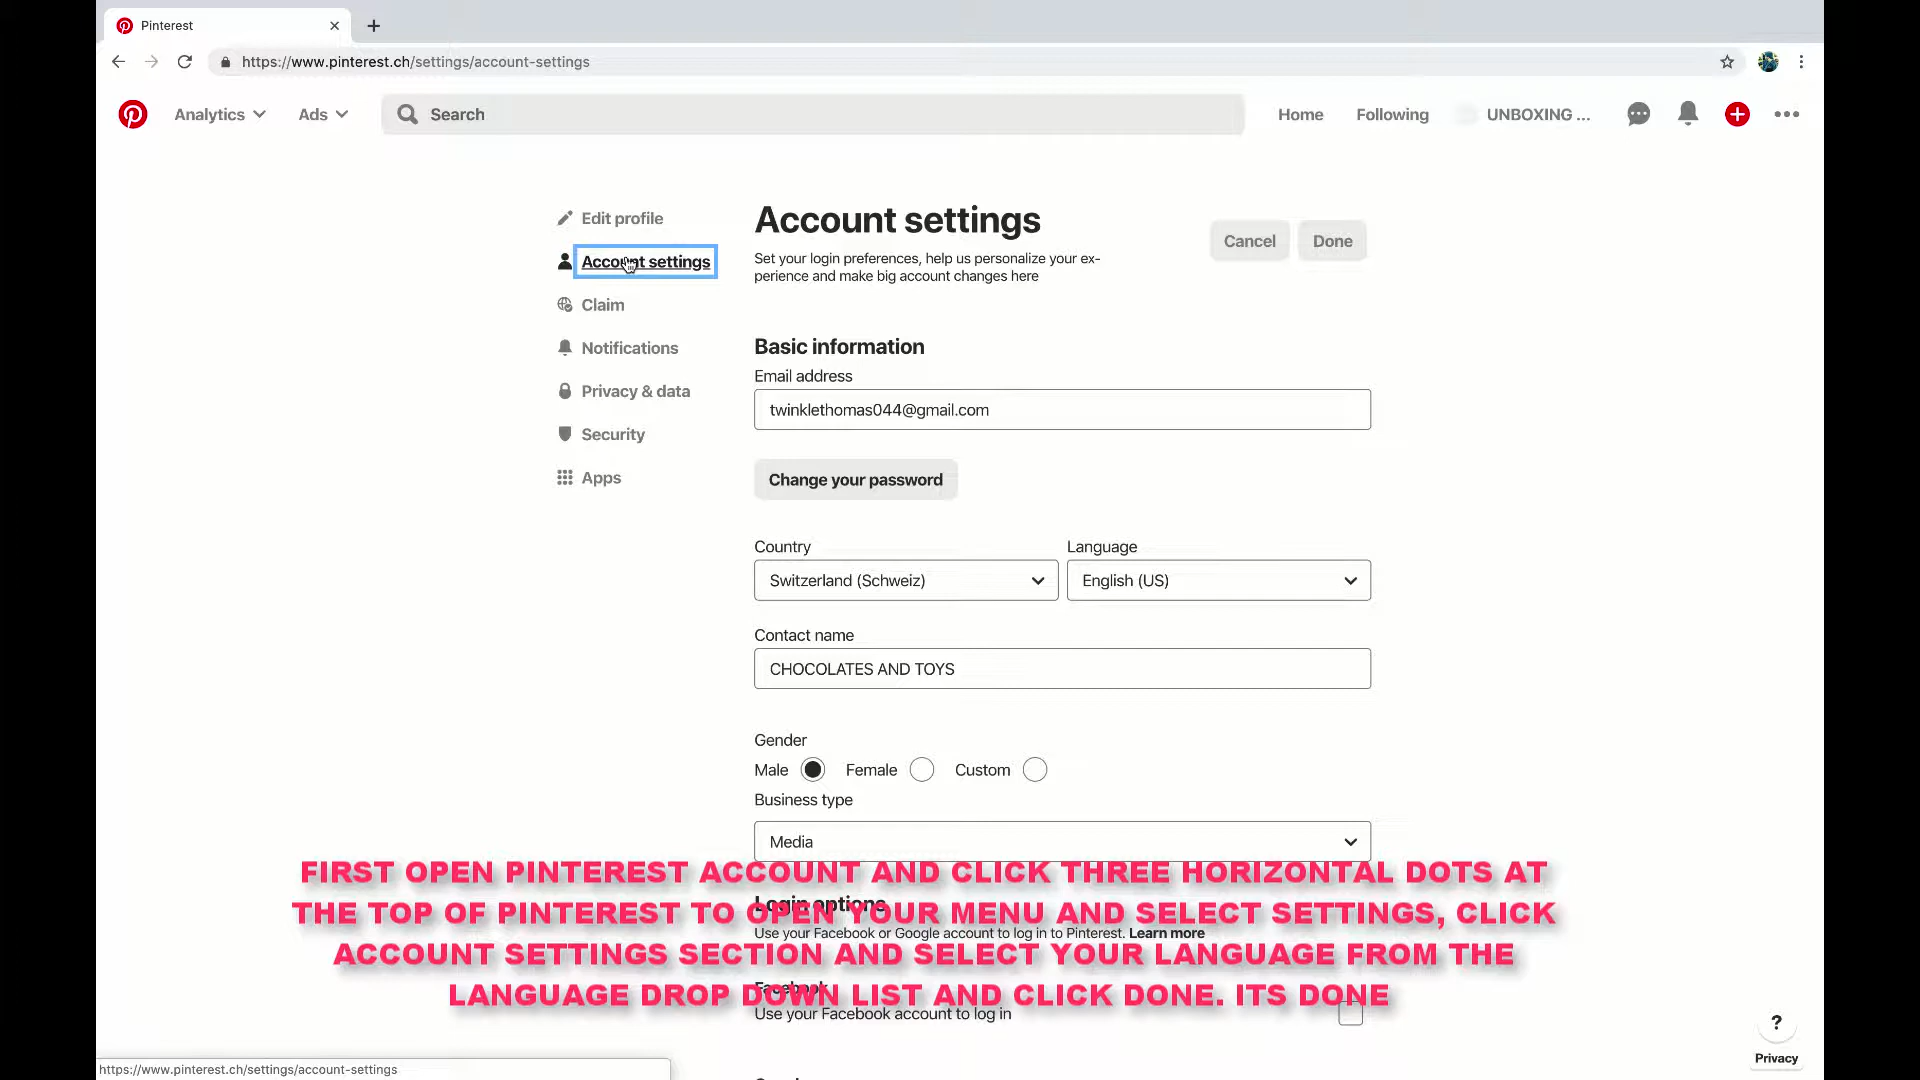 Pinterest
https://www.pinterest.ch/settings/account-settings
Analytics
Ads
Search
Home
Following
UNBOXING ...
Edit profile
Account settings
Claim
Notifications
Privacy & data
Security
Apps
Account settings
Set your login preferences, help us personalize your ex-
perience and make big account changes here
Cancel
Done
Basic information
Email address
twinklethomas044@gmail.com
Change your password
Country
Language
Switzerland (Schweiz)
English (US)
Contact name
CHOCOLATES AND TOYS
Gender
Male
Female
Custom
Business type
Media
FIRST OPEN PINTEREST ACCOUNT AND CLICK THREE HORIZONTAL DOTS AT
THE TOP OF PINTEREST TO OPEN YOUR MENU AND SELECT SETTINGS, CLICK
ACCOUNT SETTINGS SECTION AND SELECT YOUR LANGUAGE FROM THE
LANGUAGE DROP DOWN LIST AND CLICK DONE. ITS DONE
Login options
Use your Facebook or Google account to log in to Pinterest. Learn more
Facebook
Use your Facebook account to log in
?
Privacy
https://www.pinterest.ch/settings/account-settings